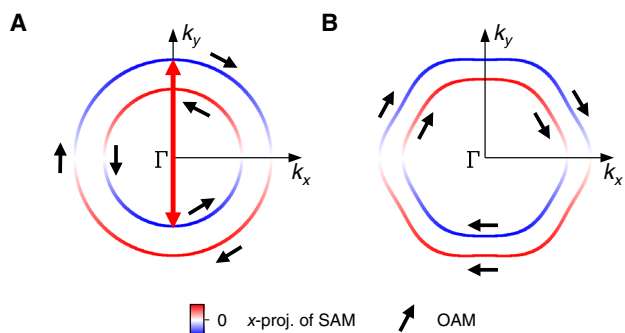 A
B
k_y
k_y
Γ
k_x
Γ
k_x
0 x-proj. of SAM OAM